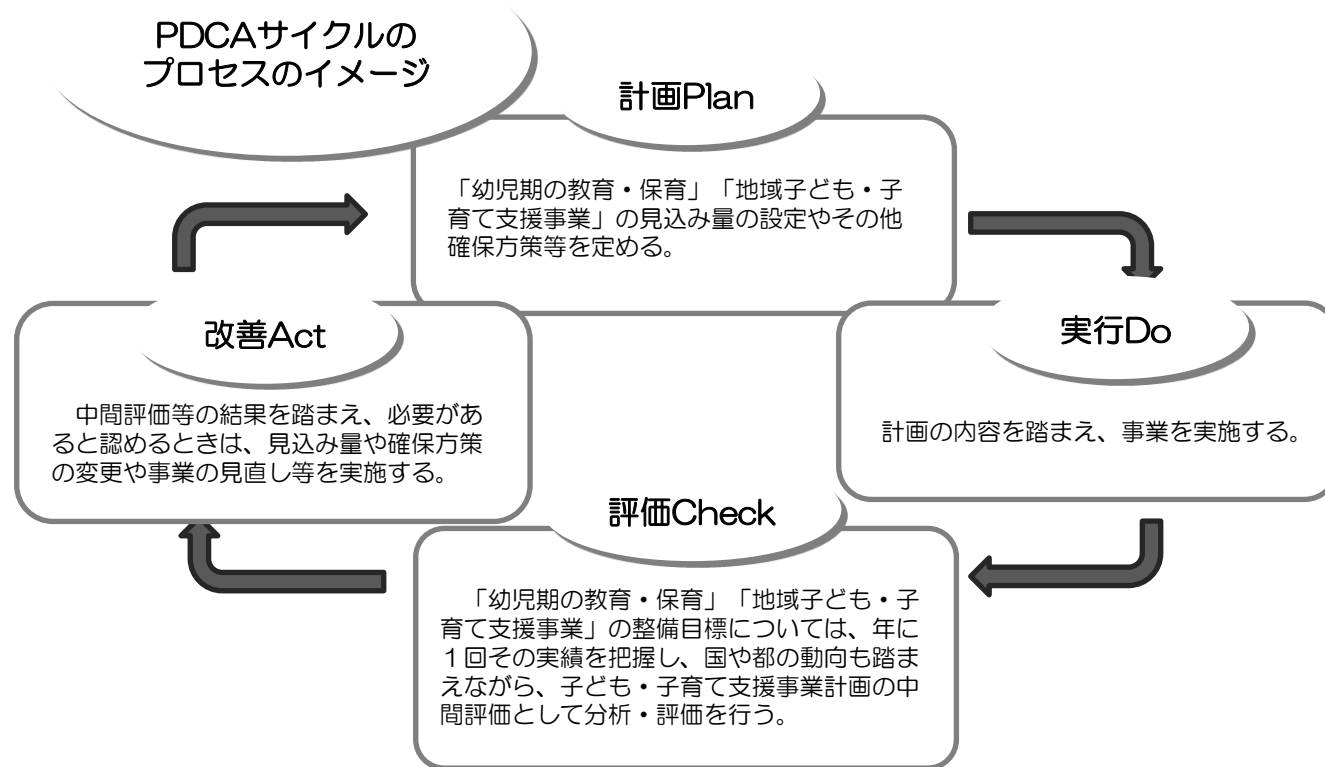 PDCAサイクルの
プロセスのイメージ
計画Plan
「幼児期の教育・保育」「地域子ども・子
育て支援事業」の見込み量の設定やその他
確保方策等を定める。
実行Do
計画の内容を踏まえ、事業を実施する。
評価Check
「幼児期の教育・保育」「地域子ども・子
育て支援事業」の整備目標については、年に
１回その実績を把握し、国や都の動向も踏ま
えながら、子ども・子育て支援事業計画の中
間評価として分析・評価を行う。
改善Act
中間評価等の結果を踏まえ、必要があ
ると認めるときは、見込み量や確保方策
の変更や事業の見直し等を実施する。